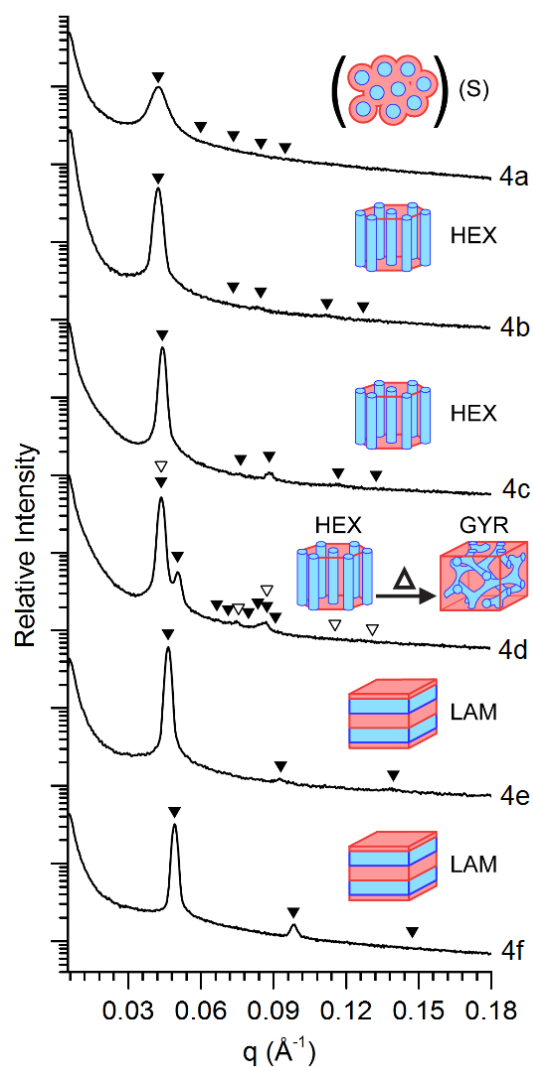 (S)
4a
HEX
4b
HEX
4c
HEX
GYR
Δ
4d
LAM
4e
LAM
4f
Relative Intensity
0.03 0.06 0.09 0.12 0.15 0.18
q (Å-1)